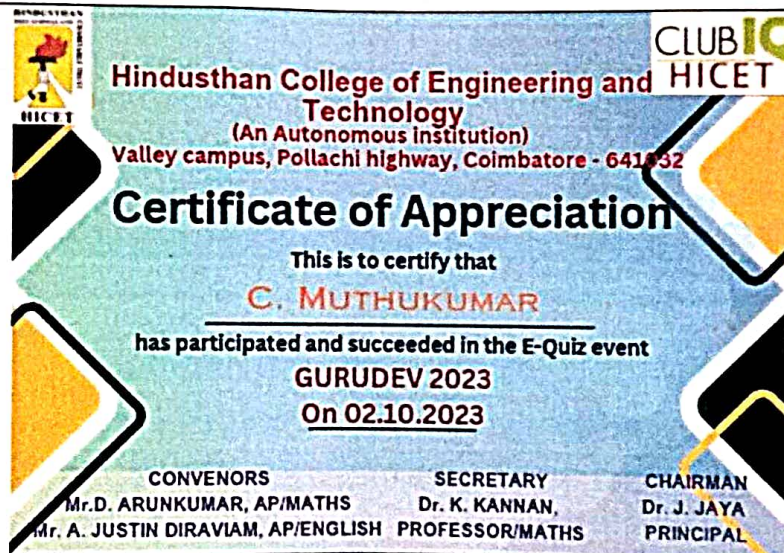 HICET
CLUB
HICET
Hindusthan College of Engineering and
Technology
(An Autonomous institution)
Valley campus, Pollachi highway, Coimbatore - 641032
Certificate of Appreciation
This is to certify that
C. MUTHUKUMAR
has participated and succeeded in the E-Quiz event
GURUDEV 2023
On 02.10.2023
CONVENORS SECRETARY CHAIRMAN
Mr.D. ARUNKUMAR, AP/MATHS Dr. K. KANNAN, Dr. J. JAYA
Mr. A. JUSTIN DIRAVIAM, AP/ENGLISH PROFESSOR/MATHS PRINCIPAL